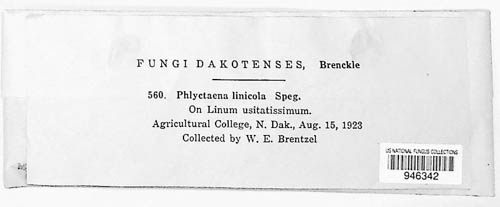 FUNGI DAKOTENSES, Brenckle
560. Phlyctaena linicola Speg.
On Linum usitatissimum.
Agricultural College, N. Dak., Aug. 15, 1923
Collected by W. E. Brentzel
US NATIONAL FUNGUS COLLECTIONS
946342